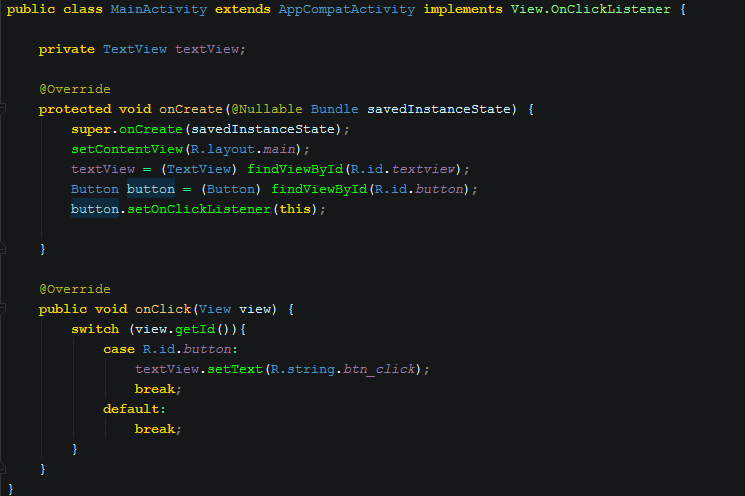 public class MainActivity extends AppCompatActivity implements View.OnClickListener {
private TextView textView;
@Override
protected void onCreate(@Nullable Bundle savedInstanceState) {
super.onCreate(savedInstanceState);
setContentView(R.layout.main);
textView = (TextView) findViewById(R.id.textview);
Button button = (Button) findViewById(R.id.button);
button.setOnClickListener(this);
}
@Override
public void onClick(View view) {
switch (view.getId()){
case R.id.button:
textView.setText(R.string.btn_click);
break;
default:
break;
}
}
}